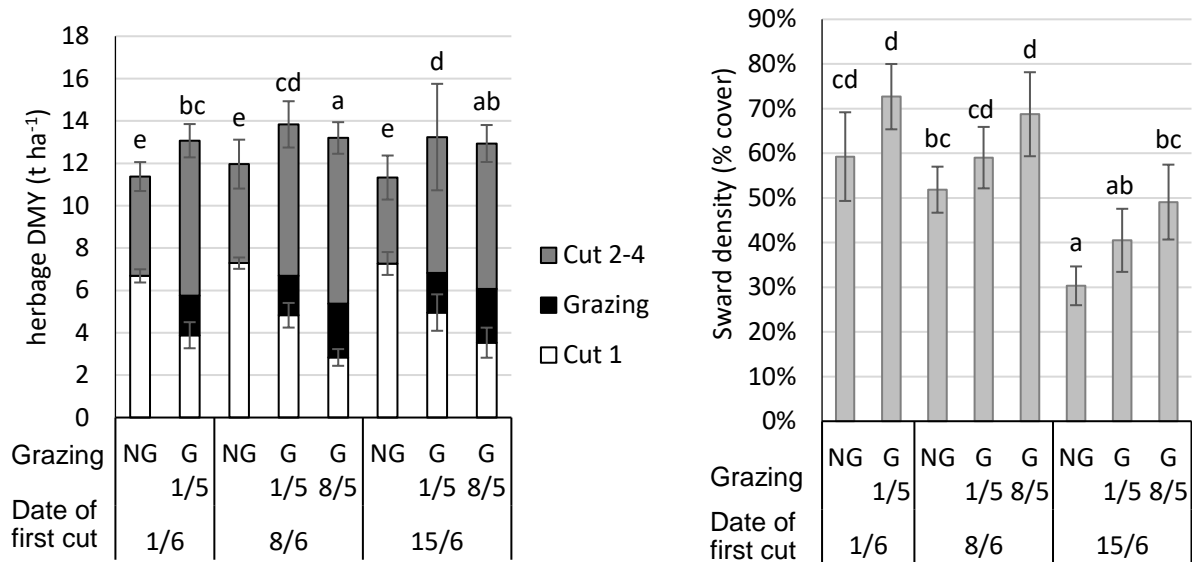 herbage DMY (t ha⁻¹)
18
16
14
12
10
8
6
4
2
0
e
bc
e
cd
a
e
d
ab
Cut 2-4
Grazing
Cut 1
Grazing NG G NG G G NG G G
1/5 1/5 8/5 1/5 8/5
Date of
first cut 1/6 8/6 15/6
Sward density (% cover)
90%
80%
70%
60%
50%
40%
30%
20%
10%
0%
cd
d
bc
cd
d
a
ab
bc
NG G NG G G NG G G
Grazing 1/5 1/5 8/5 1/5 8/5
Date of
first cut 1/6 8/6 15/6